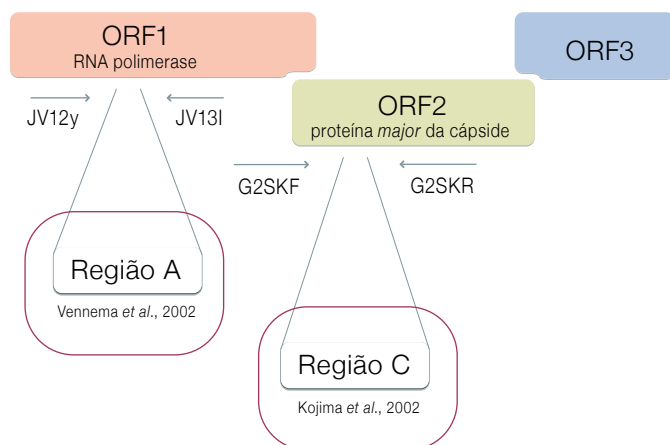 ORF1
RNA polimerase
ORF3
ORF2
proteína major da cápside
JV12y
JV13I
G2SKF
G2SKR
Região A
Vennema et al., 2002
Região C
Kojima et al., 2002